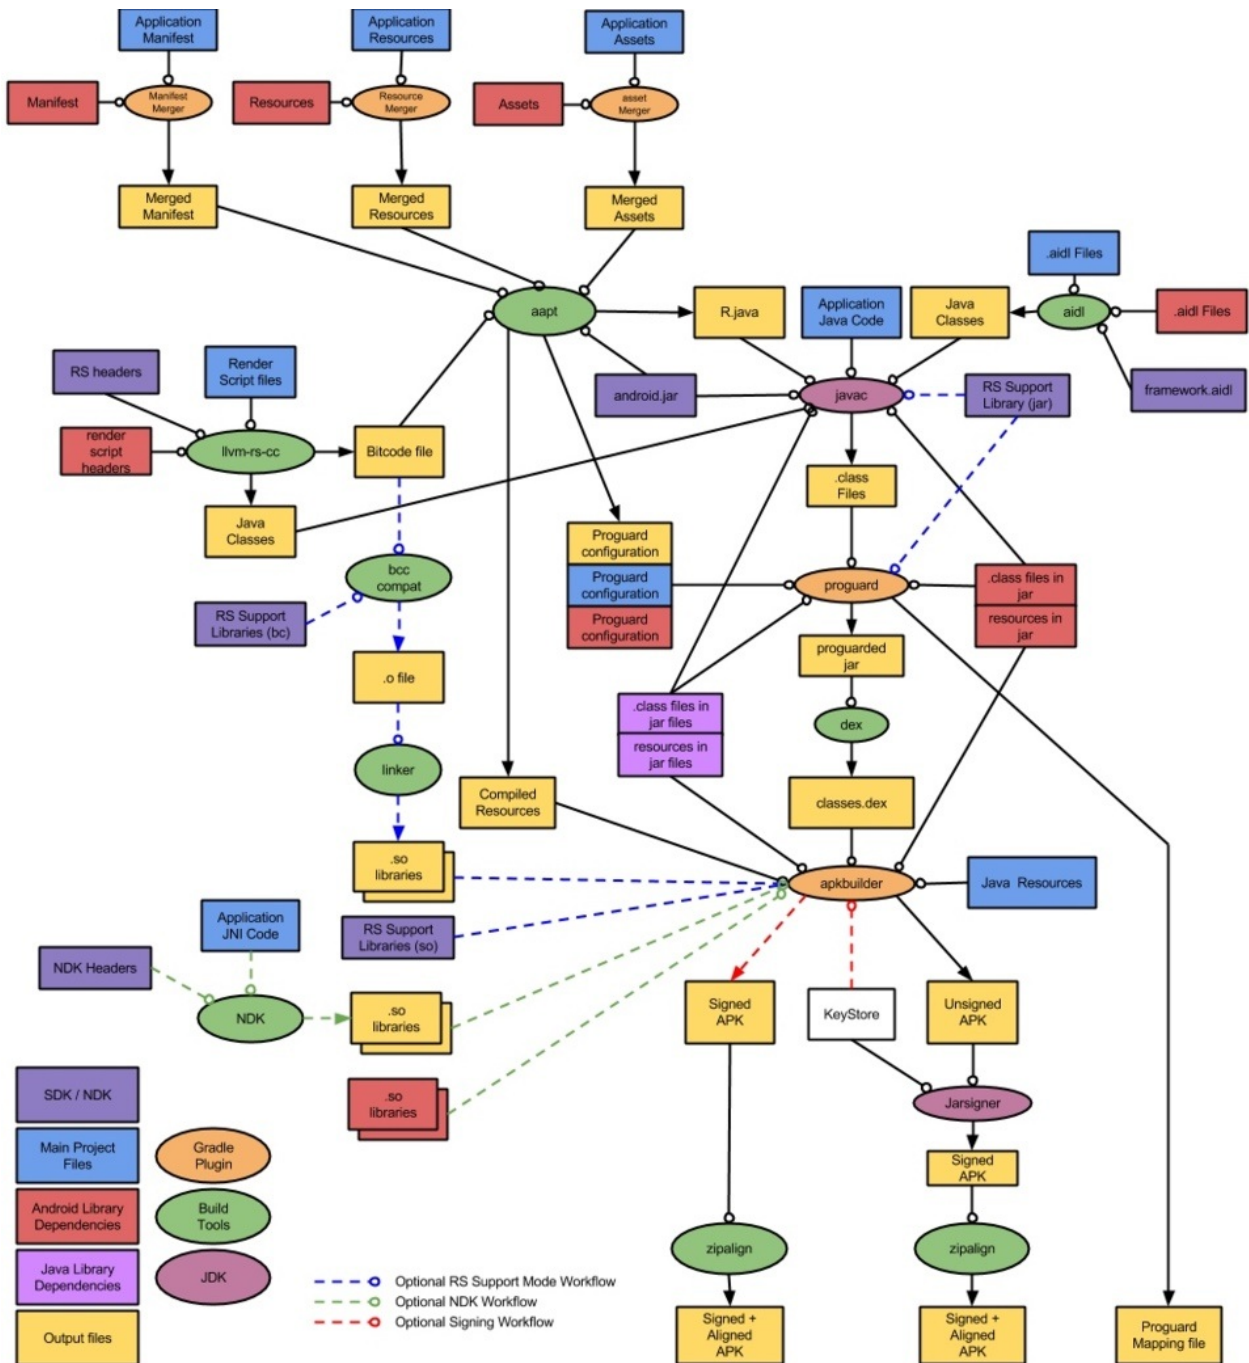 Application
Manifest
Application
Resources
Application
Assets
Manifest
Manifest
Merger
Resources
Resource
Merger
Assets
asset
Merger
Merged
Manifest
Merged
Resources
Merged
Assets
.aidl Files
aapt
R.java
Application
Java Code
Java
Classes
aidl
.aidl Files
RS headers
Render
Script files
android.jar
javac
RS Support
Library (jar)
framework.aidl
render
script
headers
llvm-rs-cc
Bitcode file
.class
Files
Java
Classes
Proguard
configuration
bcc
compat
Proguard
configuration
proguard
.class files in
jar
RS Support
Libraries (bc)
Proguard
configuration
resources in
jar
proguarded
jar
.o file
.class files in
jar files
dex
resources in
jar files
linker
Compiled
Resources
classes.dex
.so
libraries
apkbuilder
Java Resources
Application
JNI Code
RS Support
Libraries (so)
NDK Headers
NDK
.so
libraries
Signed
APK
KeyStore
Unsigned
APK
SDK / NDK
.so
libraries
Jarsigner
Main Project
Files
Gradle
Plugin
Signed
APK
Android Library
Dependencies
Build
Tools
zipalign
zipalign
Java Library
Dependencies
JDK
Optional RS Support Mode Workflow
Optional NDK Workflow
Optional Signing Workflow
Output files
Signed +
Aligned
APK
Signed +
Aligned
APK
Proguard
Mapping file